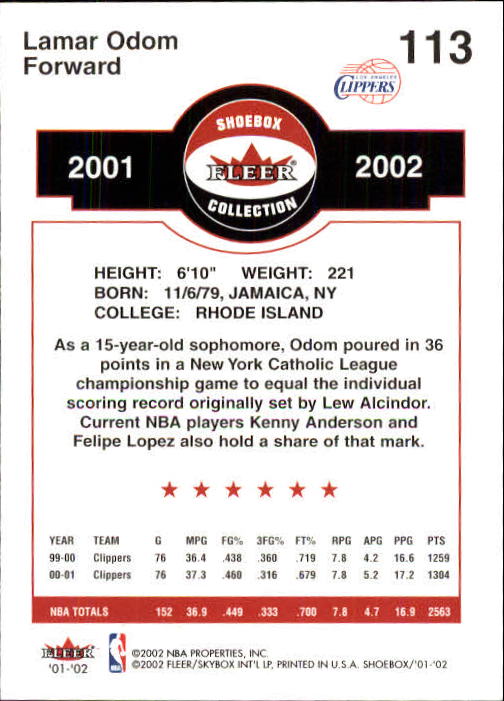 Lamar Odom
Forward
113
LOS ANGELES
CLIPPERS
SHOEBOX
2001 FLEER 2002
COLLECTION
HEIGHT: 6'10" WEIGHT: 221
BORN: 11/6/79, JAMAICA, NY
COLLEGE: RHODE ISLAND
As a 15-year-old sophomore, Odom poured in 36
points in a New York Catholic League
championship game to equal the individual
scoring record originally set by Lew Alcindor.
Current NBA players Kenny Anderson and
Felipe Lopez also hold a share of that mark.
YEAR TEAM G MPG FG% 3FG% FT% RPG APG PPG PTS
99-00 Clippers 76 36.4 .438 .360 .719 7.8 4.2 16.6 1259
00-01 Clippers 76 37.3 .460 .316 .679 7.8 5.2 17.2 1304
NBA TOTALS 152 36.9 .449 .333 .700 7.8 4.7 16.9 2563
FLEER
'01-'02
NBA
©2002 NBA PROPERTIES, INC.
©2002 FLEER/SKYBOX INT'L LP, PRINTED IN U.S.A. SHOEBOX/'01-'02